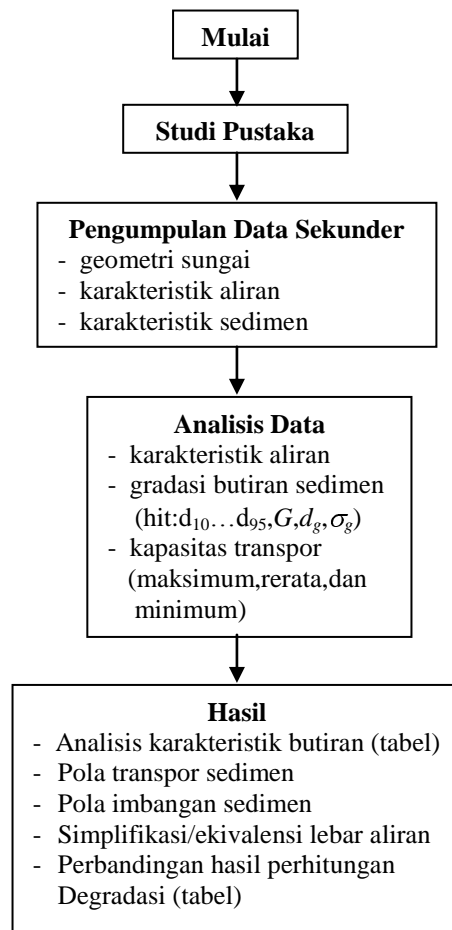 Mulai
Studi Pustaka
Pengumpulan Data Sekunder
- geometri sungai
- karakteristik aliran
- karakteristik sedimen
Analisis Data
- karakteristik aliran
- gradasi butiran sedimen
(hit:d₁₀…d₉₅,G,d_g,σ_g)
- kapasitas transpor
(maksimum,rerata,dan
minimum)
Hasil
- Analisis karakteristik butiran (tabel)
- Pola transpor sedimen
- Pola imbangan sedimen
- Simplifikasi/ekivalensi lebar aliran
- Perbandingan hasil perhitungan
Degradasi (tabel)